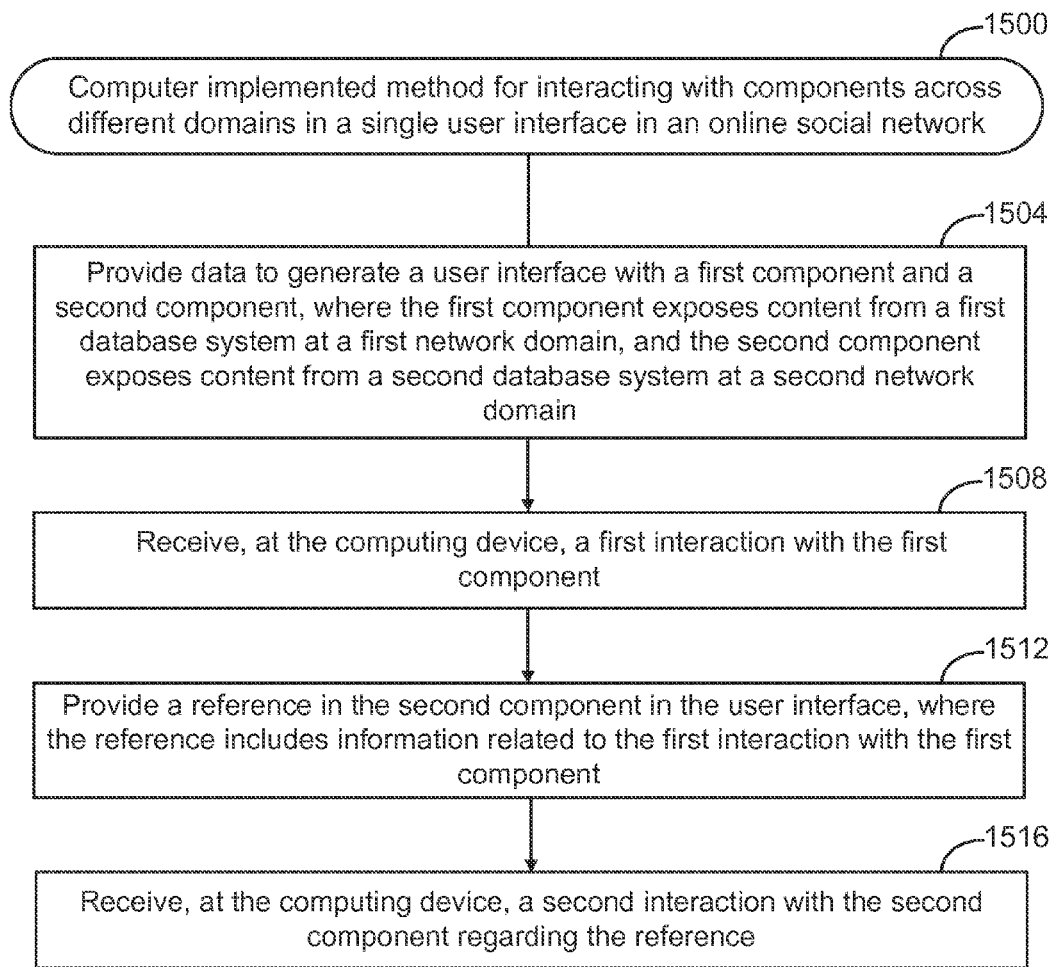 1500
Computer implemented method for interacting with components across
different domains in a single user interface in an online social network
1504
Provide data to generate a user interface with a first component and a
second component, where the first component exposes content from a first
database system at a first network domain, and the second component
exposes content from a second database system at a second network
domain
1508
Receive, at the computing device, a first interaction with the first
component
1512
Provide a reference in the second component in the user interface, where
the reference includes information related to the first interaction with the first
component
1516
Receive, at the computing device, a second interaction with the second
component regarding the reference